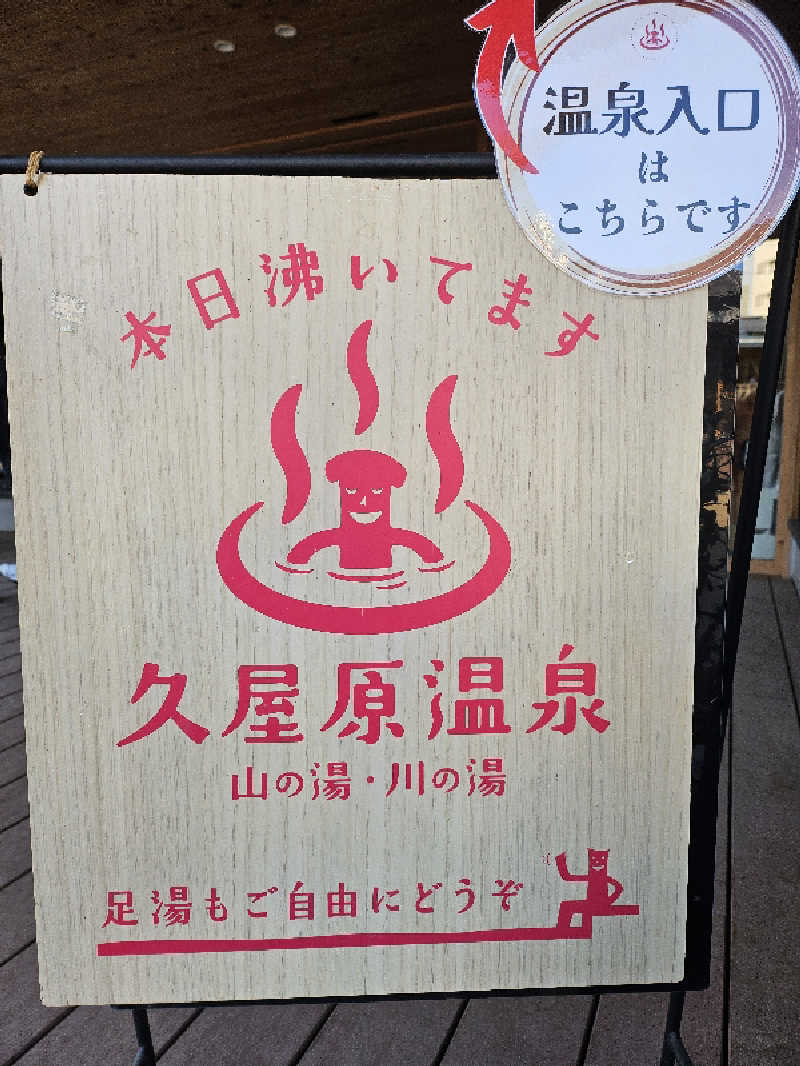 温泉入口
は
こちらです
本日沸いてます
久屋原温泉
山の湯・川の湯
足湯もご自由にどうぞ